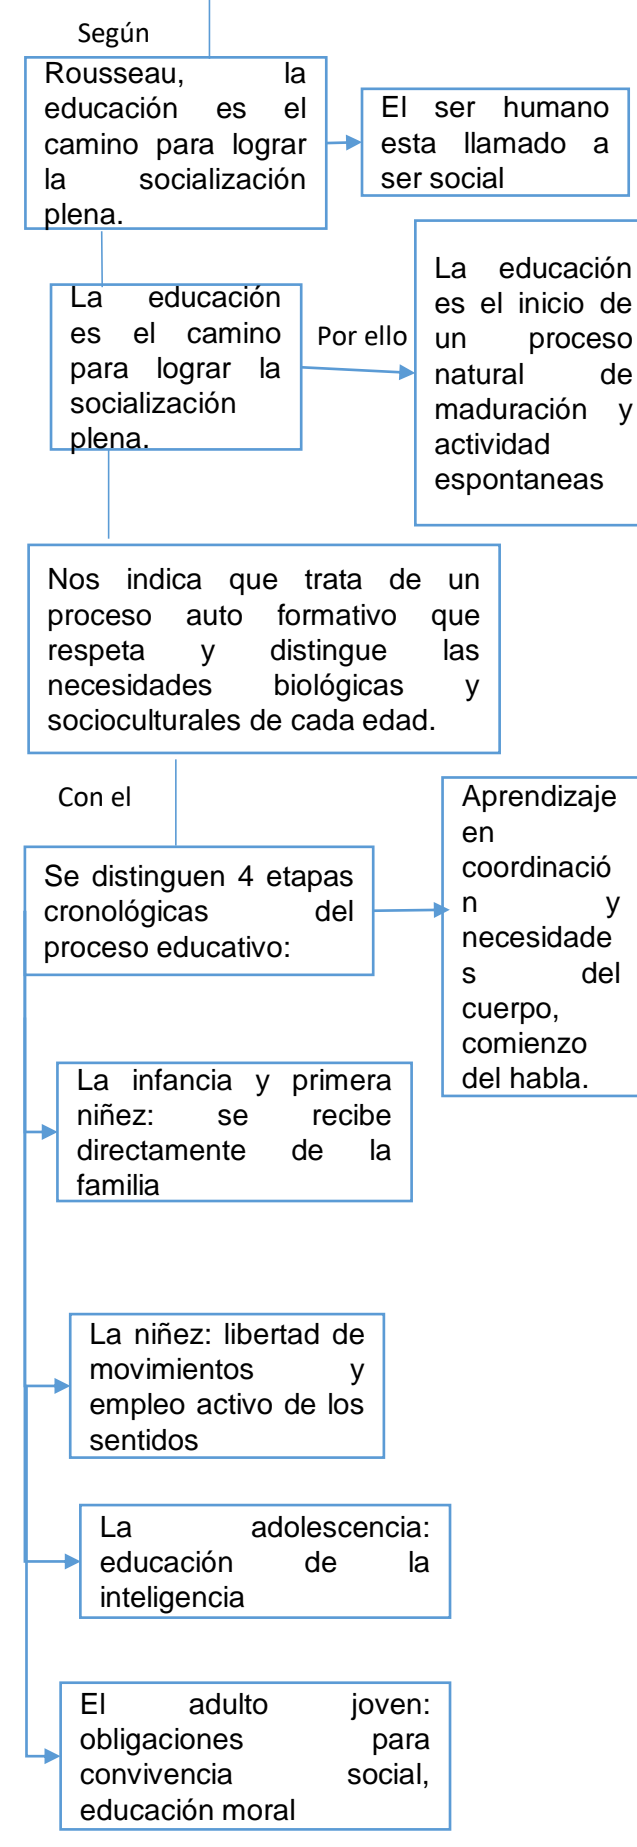 Según
Rousseau, la
educación es el
camino para lograr
la socialización
plena.
El ser humano
esta llamado a
ser social
La educación
es el camino
para lograr la
socialización
plena.
Por ello
La educación
es el inicio de
un proceso
natural de
maduración y
actividad
espontaneas
Nos indica que trata de un
proceso auto formativo que
respeta y distingue las
necesidades biológicas y
socioculturales de cada edad.
Con el
Se distinguen 4 etapas
cronológicas del
proceso educativo:
Aprendizaje
en
coordinació
n y
necesidade
s del
cuerpo,
comienzo
del habla.
La infancia y primera
niñez: se recibe
directamente de la
familia
La niñez: libertad de
movimientos y
empleo activo de los
sentidos
La adolescencia:
educación de la
inteligencia
El adulto joven:
obligaciones para
convivencia social,
educación moral